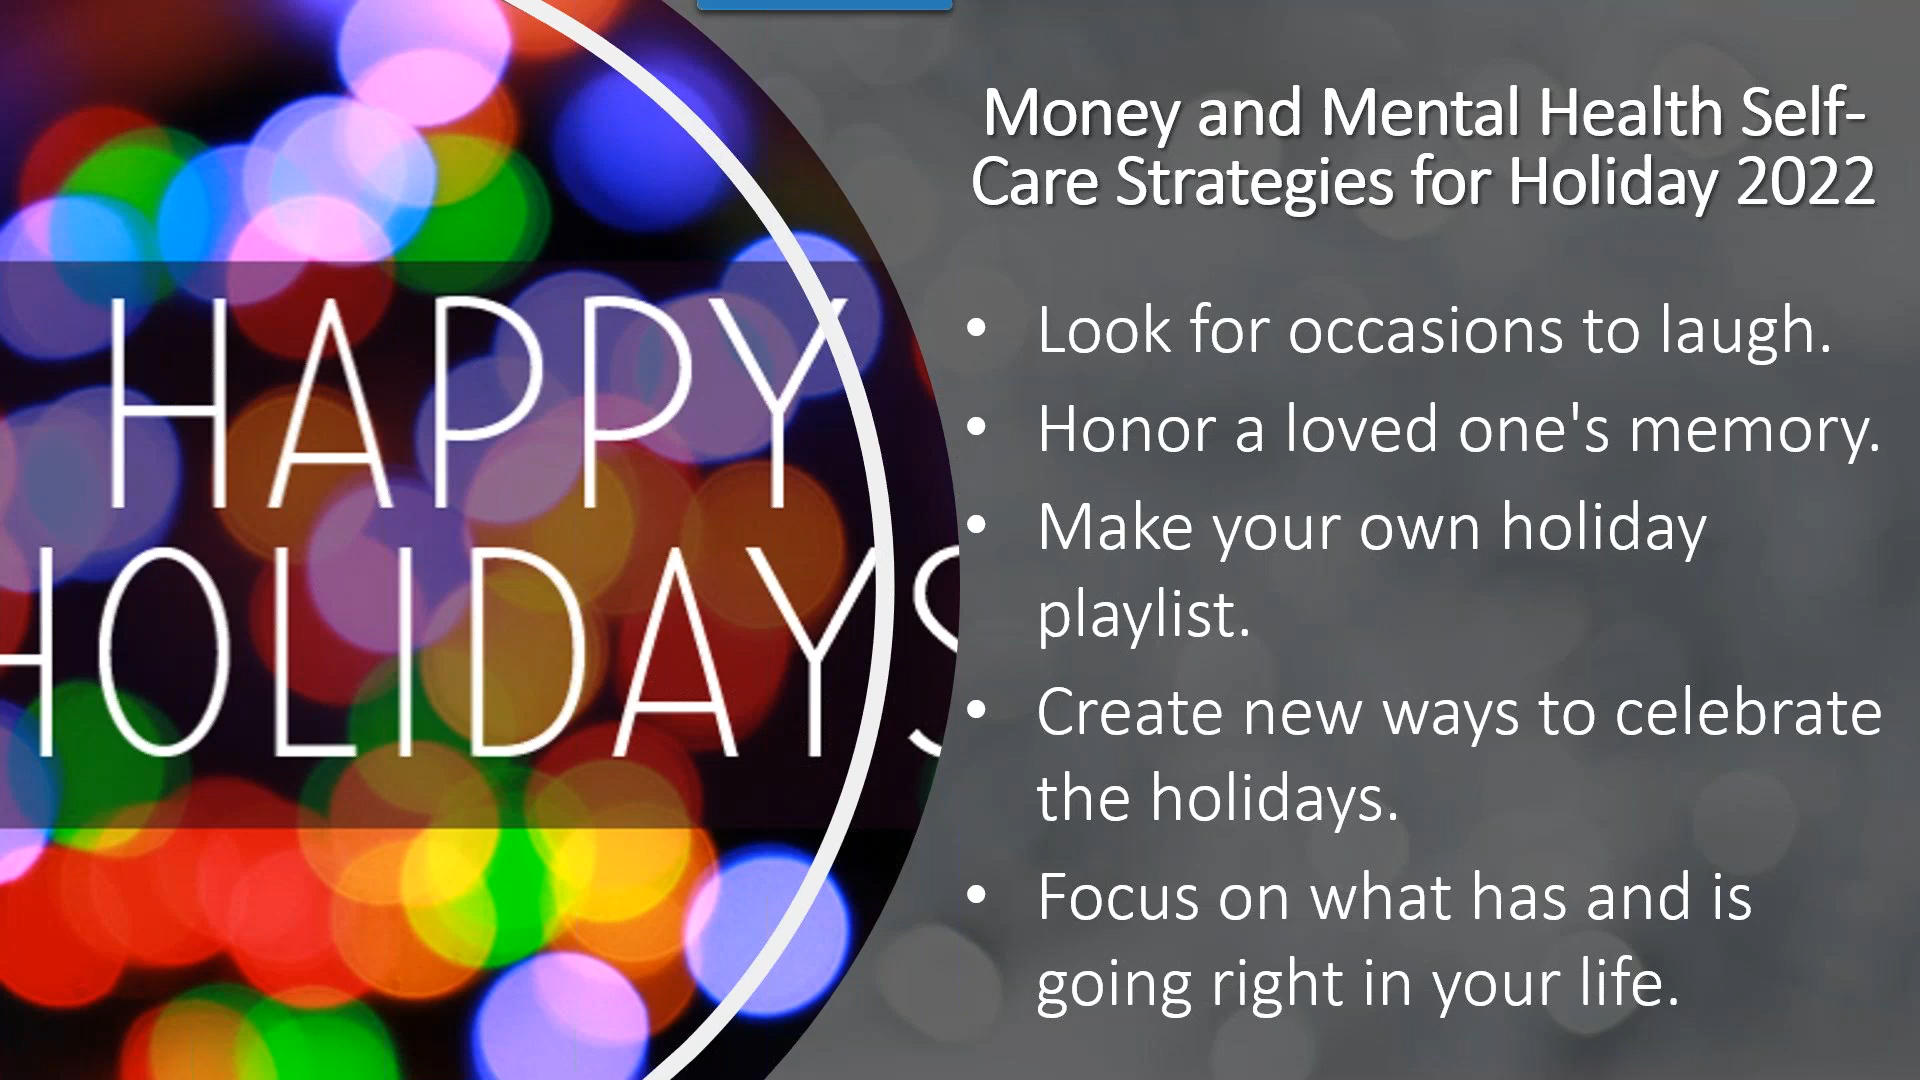 HAPPY
HOLIDAYS
Money and Mental Health Self-
Care Strategies for Holiday 2022
• Look for occasions to laugh.
• Honor a loved one's memory.
• Make your own holiday
playlist.
• Create new ways to celebrate
the holidays.
• Focus on what has and is
going right in your life.